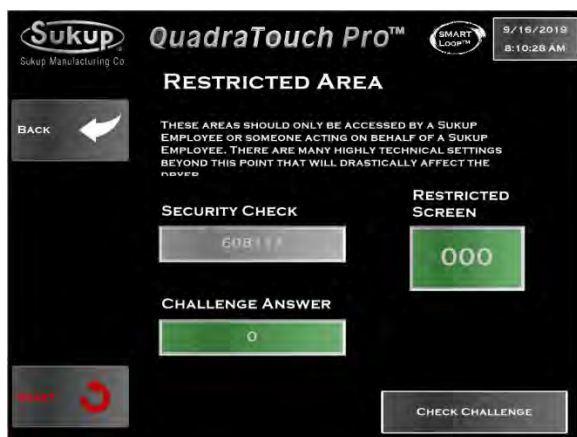 Sukup
Sukup Manufacturing Co.
QuadraTouch Pro™
SMART
LOOP™
9/16/2019
8:10:28 AM
RESTRICTED AREA
BACK
THESE AREAS SHOULD ONLY BE ACCESSED BY A SUKUP
EMPLOYEE OR SOMEONE ACTING ON BEHALF OF A SUKUP
EMPLOYEE. THERE ARE MANY HIGHLY TECHNICAL SETTINGS
BEYOND THIS POINT THAT WILL DRASTICALLY AFFECT THE
DRYER
SECURITY CHECK
RESTRICTED
SCREEN
000
CHALLENGE ANSWER
0
RESET
CHECK CHALLENGE